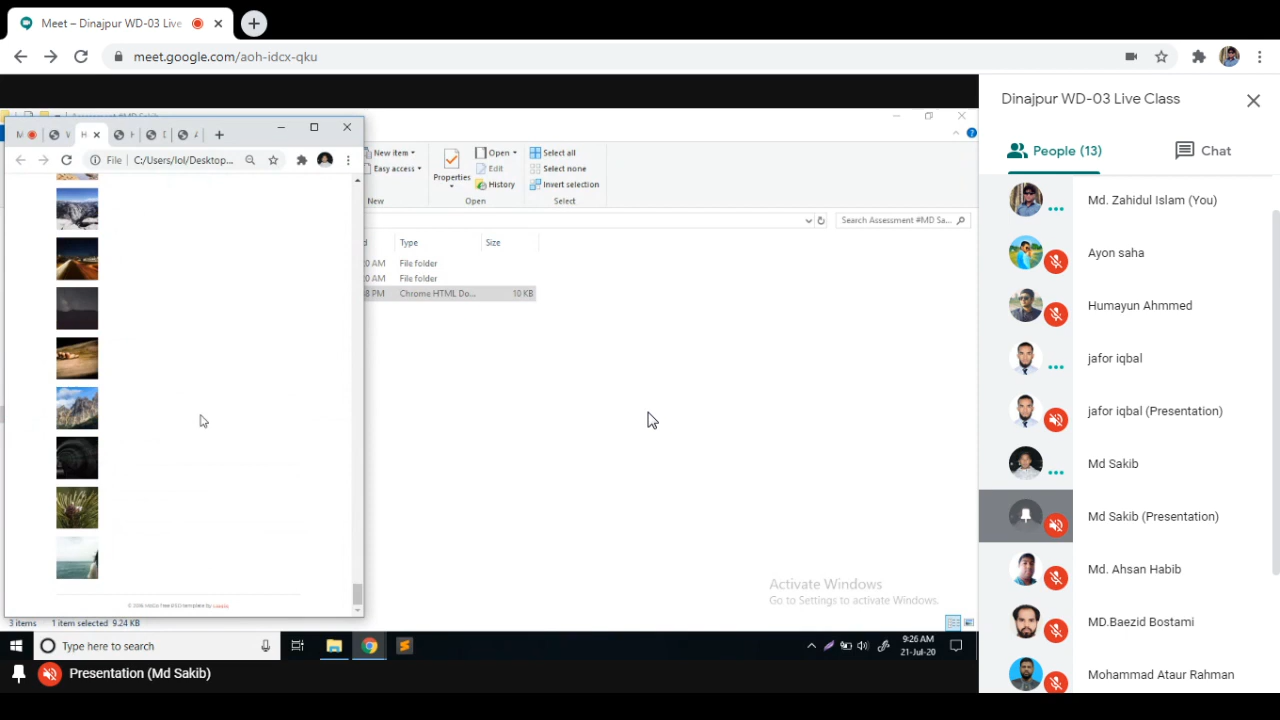 Meet – Dinajpur WD-03 Live
meet.google.com/aoh-idcx-qku
Dinajpur WD-03 Live Class
People (13)
Chat
Md. Zahidul Islam (You)
Ayon saha
Humayun Ahmmed
jafor iqbal
jafor iqbal (Presentation)
Md Sakib
Md Sakib (Presentation)
Md. Ahsan Habib
MD.Baezid Bostami
Mohammad Ataur Rahman
File
C:/Users/lol/Desktop...
New item
Easy access
New
Properties
Open
Edit
History
Open
Select all
Select none
Invert selection
Select
Search Assessment #MD Sa...
Type
Size
20 AM
File folder
20 AM
File folder
PM
Chrome HTML Do...
10 KB
Activate Windows
Go to Settings to activate Windows.
3 items
1 item selected 9.24 KB
Type here to search
9:26 AM
21-Jul-20
Presentation (Md Sakib)